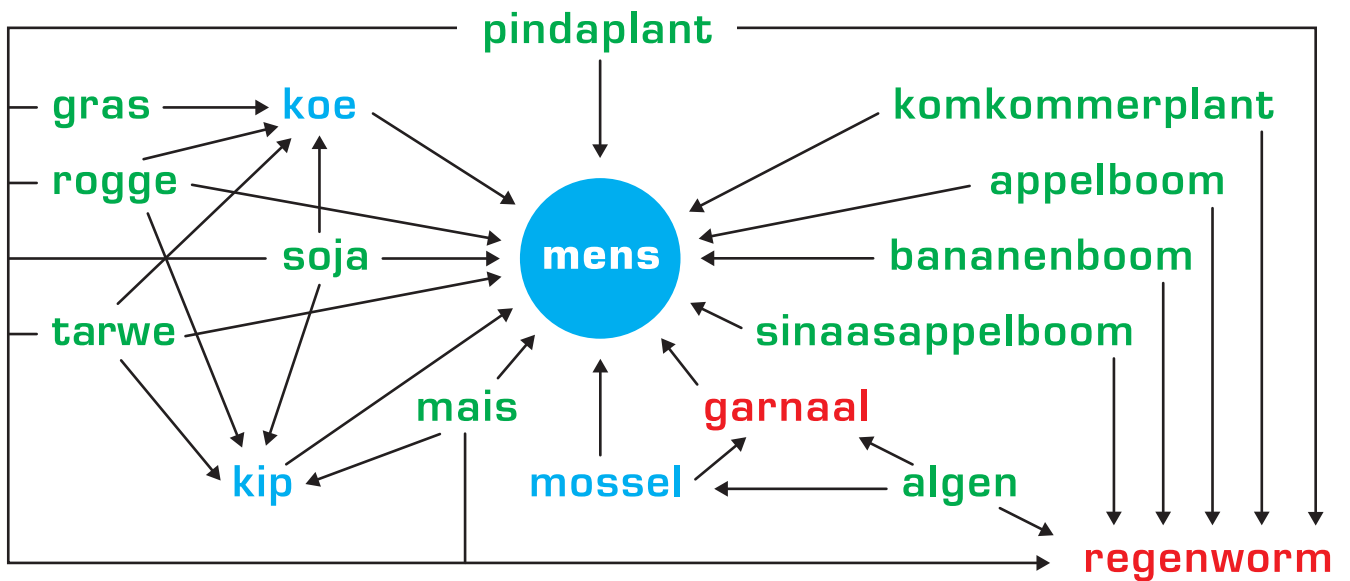 pindaplant
gras
koe
komkommerplant
rogge
appelboom
soja
mens
bananenboom
tarwe
sinaasappelboom
mais
garnaal
kip
mossel
algen
regenworm